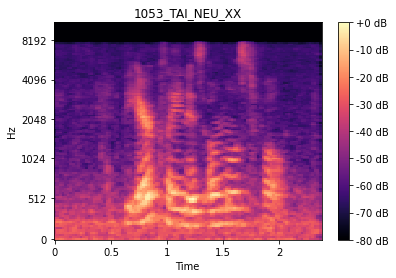 1053_TAI_NEU_XX
+0 dB
8192
-10 dB
4096
-20 dB
-30 dB
2048
-40 dB
Hz
1024
-50 dB
512
-60 dB
-70 dB
0
-80 dB
0 0.5 1 1.5 2
Time